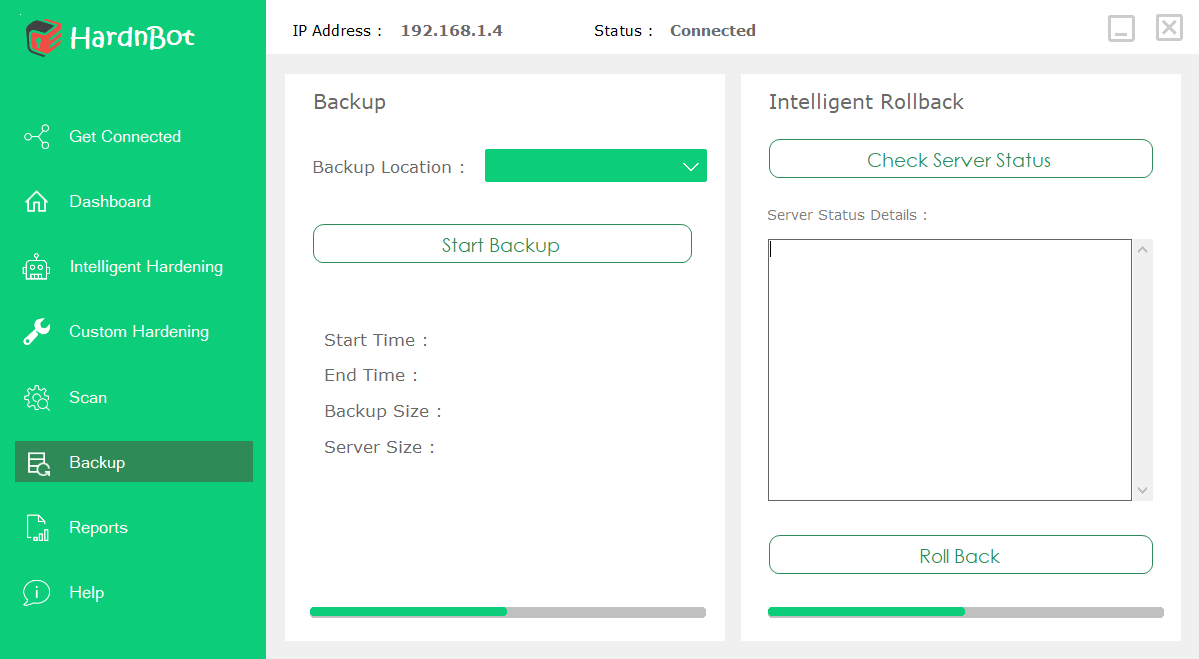 HardnBot
Get Connected
Dashboard
Intelligent Hardening
Custom Hardening
Scan
Backup
Reports
Help
IP Address : 192.168.1.4 Status : Connected
Backup
Backup Location :
Start Backup
Start Time :
End Time :
Backup Size :
Server Size :
Intelligent Rollback
Check Server Status
Server Status Details :
Roll Back